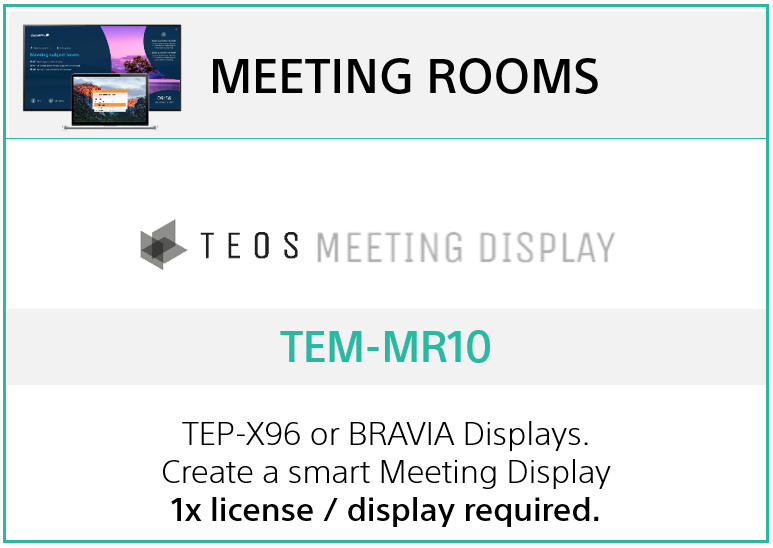 MEETING ROOMS
TEOS MEETING DISPLAY
TEM-MR10
TEP-X96 or BRAVIA Displays.
Create a smart Meeting Display
1x license / display required.